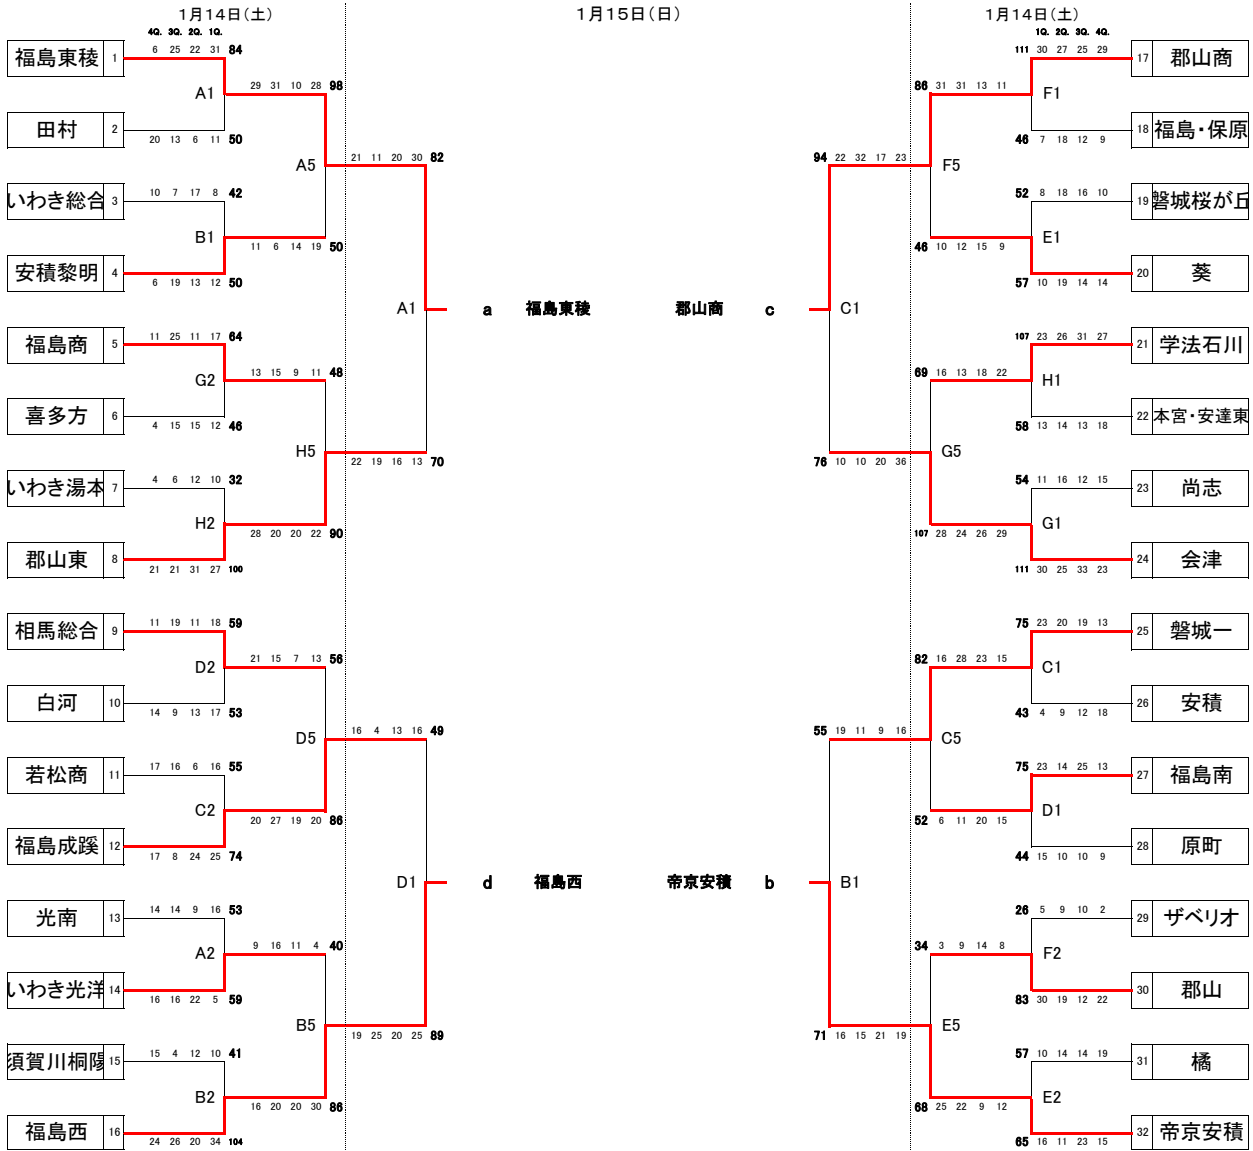 1月14日（土） 1月15日（日） 1月14日（土）
4Q. 3Q. 2Q. 1Q. 1Q. 2Q. 3Q. 4Q.
福島東稜 1 6 25 22 31 84 111 30 27 25 29 17 郡山商
A1 29 31 10 28 98 86 31 31 13 11 F1
田村 2 20 13 6 11 50 46 7 18 12 9 18 福島・保原
A5 21 11 20 30 82 94 22 32 17 23 F5
いわき総合 3 10 7 17 8 42 52 8 18 16 10 19 磐城桜が丘
B1 11 6 14 19 50 46 10 12 15 9 E1
安積黎明 4 6 19 13 12 50 57 10 19 14 14 20 葵
A1 a 福島東稜 郡山商 c C1
福島商 5 11 25 11 17 64 107 23 26 31 27 21 学法石川
G2 13 15 9 11 48 69 16 13 18 22 H1
喜多方 6 4 15 15 12 46 58 13 14 13 18 22 本宮・安達東
H5 22 19 16 13 70 76 10 10 20 36 G5
いわき湯本 7 4 6 12 10 32 54 11 16 12 15 23 尚志
H2 28 20 20 22 90 107 28 24 26 29 G1
郡山東 8 21 21 31 27 100 111 30 25 33 23 24 会津
相馬総合 9 11 19 11 18 59 75 23 20 19 13 25 磐城一
D2 21 15 7 13 56 82 16 28 23 15 C1
白河 10 14 9 13 17 53 43 4 9 12 18 26 安積
D5 16 4 13 16 49 55 19 11 9 16 C5
若松商 11 17 16 6 16 55 75 23 14 25 13 27 福島南
C2 20 27 19 20 86 52 6 11 20 15 D1
福島成蹊 12 17 8 24 25 74 44 15 10 10 9 28 原町
D1 d 福島西 帝京安積 b B1
光南 13 14 14 9 16 53 26 5 9 10 2 29 ザベリオ
A2 9 16 11 4 40 34 3 9 14 8 F2
いわき光洋 14 16 16 22 5 59 83 30 19 12 22 30 郡山
B5 19 25 20 25 89 71 16 15 21 19 E5
須賀川桐陽 15 15 4 12 10 41 57 10 14 14 19 31 橘
B2 16 20 20 30 86 68 25 22 9 12 E2
福島西 16 24 26 20 34 104 65 16 11 23 15 32 帝京安積